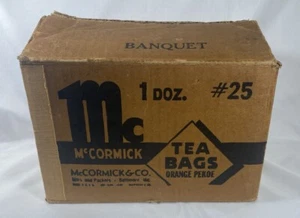 BANQUET
Mc
1 DOZ. #25
McCORMICK
TEA
BAGS
ORANGE PEKOE
McCORMICK & CO.